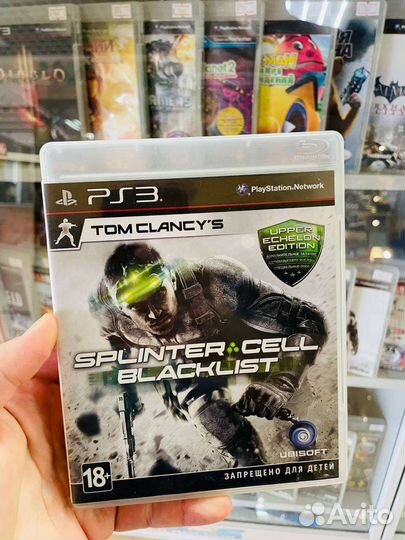 PS3
PlayStation Network
TOM CLANCY'S
UPPER
ECHELON
EDITION
SPLINTER CELL
BLACKLIST
UBISOFT
18+
ЗАПРЕЩЕНО ДЛЯ ДЕТЕЙ
Avito